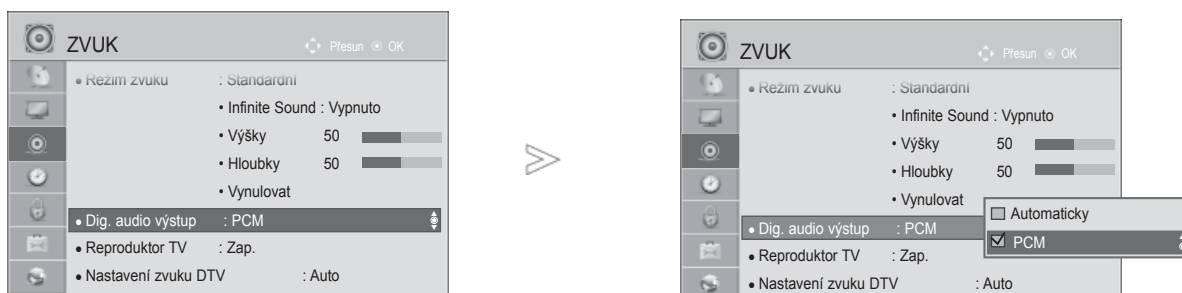 ZVUK
Přesun OK
• Režim zvuku : Standardní
• Infinite Sound : Vypnuto
• Výšky 50
• Hloubky 50
• Vynulovat
• Dig. audio výstup : PCM
• Reproduktor TV : Zap.
• Nastavení zvuku DTV : Auto
ZVUK
Přesun OK
• Režim zvuku : Standardní
• Infinite Sound : Vypnuto
• Výšky 50
• Hloubky 50
• Vynulovat
Automaticky
• Dig. audio výstup : PCM
PCM
• Reproduktor TV : Zap.
• Nastavení zvuku DTV : Auto